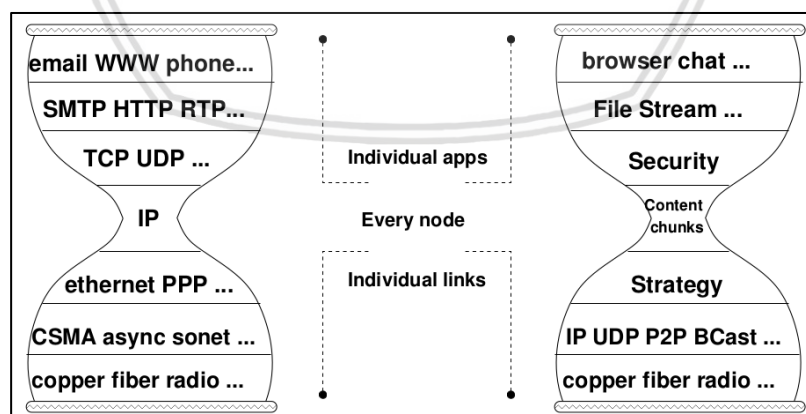 email WWW phone...
SMTP HTTP RTP...
TCP UDP ...
IP
ethernet PPP ...
CSMA async sonet ...
copper fiber radio ...
Individual apps
Every node
Individual links
browser chat ...
File Stream ...
Security
Content
chunks
Strategy
IP UDP P2P BCast ...
copper fiber radio ...